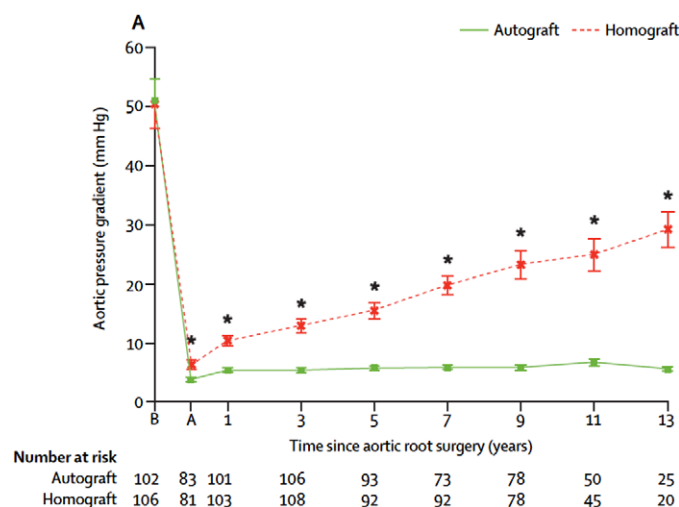 A
Autograft Homograft
60
50
40
30
20
10
0
Aortic pressure gradient (mm Hg)
* * * * * * * *
B A 1 3 5 7 9 11 13
Time since aortic root surgery (years)
Number at risk
Autograft 102 83 101 106 93 73 78 50 25
Homograft 106 81 103 108 92 92 78 45 20